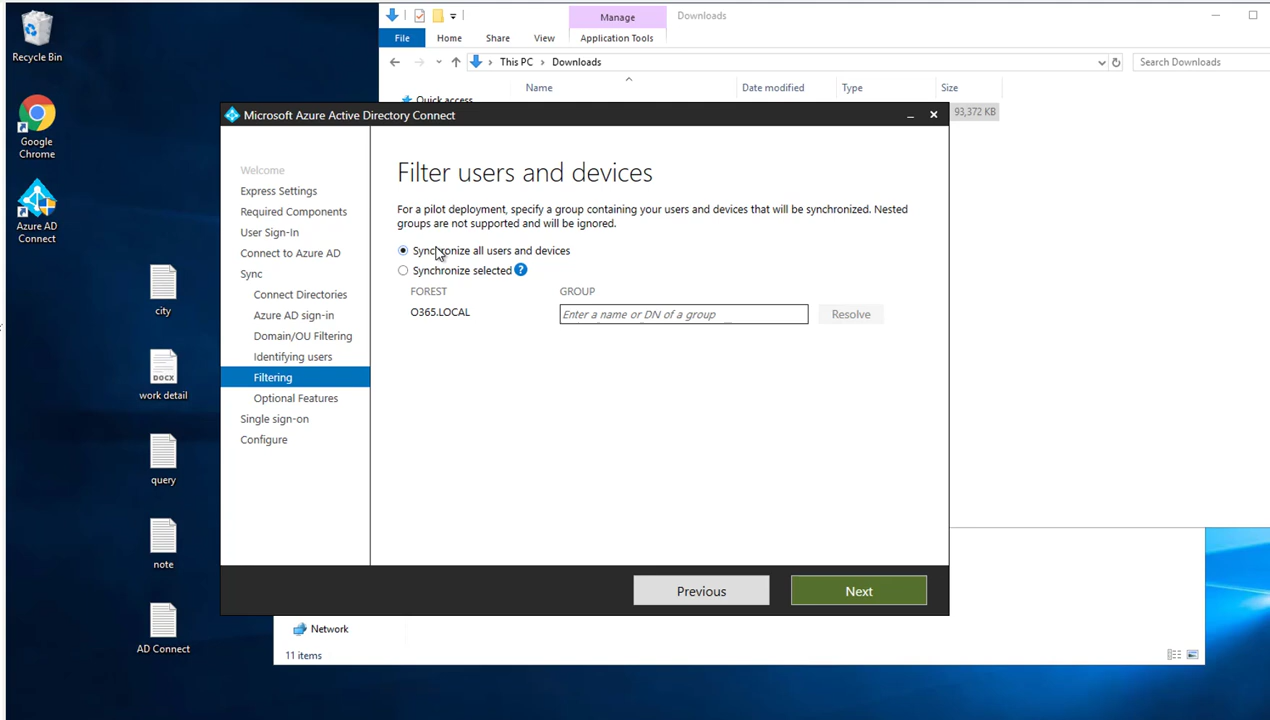 Recycle Bin
Google
Chrome
Azure AD
Connect
city
DOCX
work detail
query
note
AD Connect
Manage
Downloads
File
Home
Share
View
Application Tools
This PC
Downloads
Search Downloads
Name
Date modified
Type
Size
Quick access
93,372 KB
Microsoft Azure Active Directory Connect
Welcome
Express Settings
Required Components
User Sign-In
Connect to Azure AD
Sync
Connect Directories
Azure AD sign-in
Domain/OU Filtering
Identifying users
Filtering
Optional Features
Single sign-on
Configure
Filter users and devices
For a pilot deployment, specify a group containing your users and devices that will be synchronized. Nested
groups are not supported and will be ignored.
Synchronize all users and devices
Synchronize selected ?
FOREST
GROUP
O365.LOCAL
Enter a name or DN of a group
Resolve
Previous
Next
Network
11 items